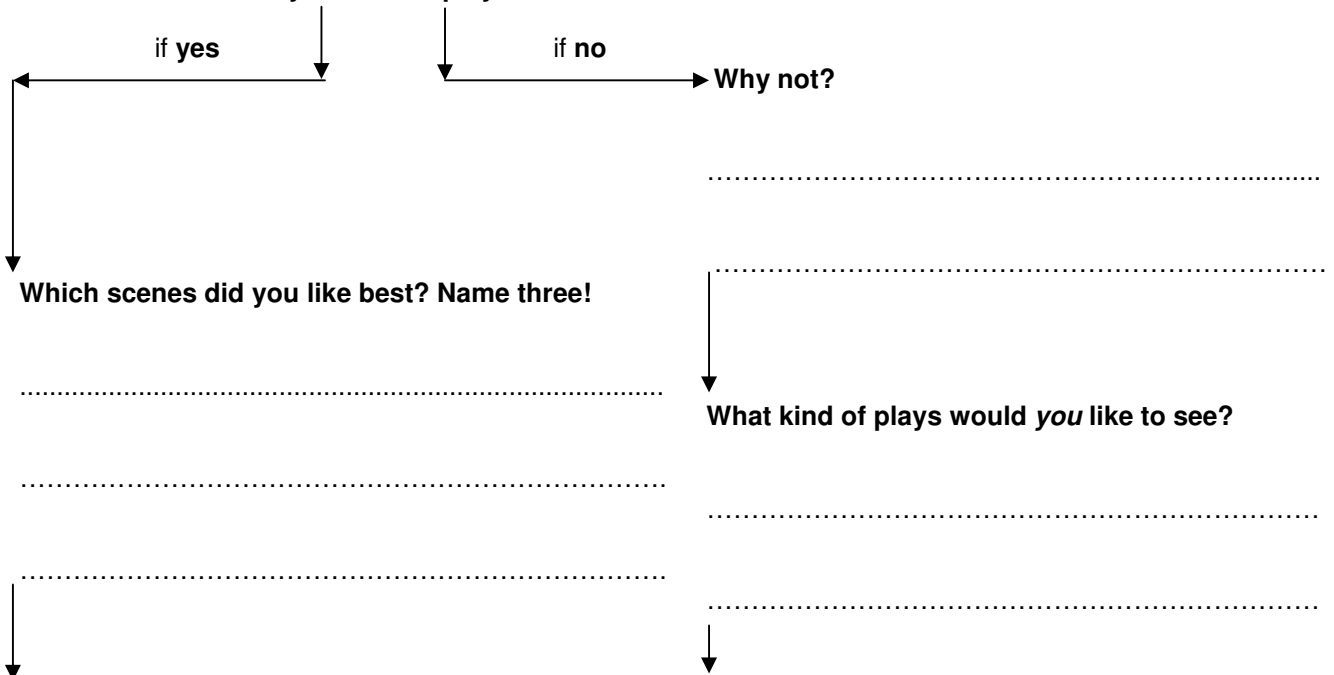 if yes
if no
Why not?
……………………………………………………...........
……………………………………………………………
Which scenes did you like best? Name three!
........................................................................................
What kind of plays would you like to see?
………………………………………………………………
……………………………………………………………
………………………………………………………………
……………………………………………………………